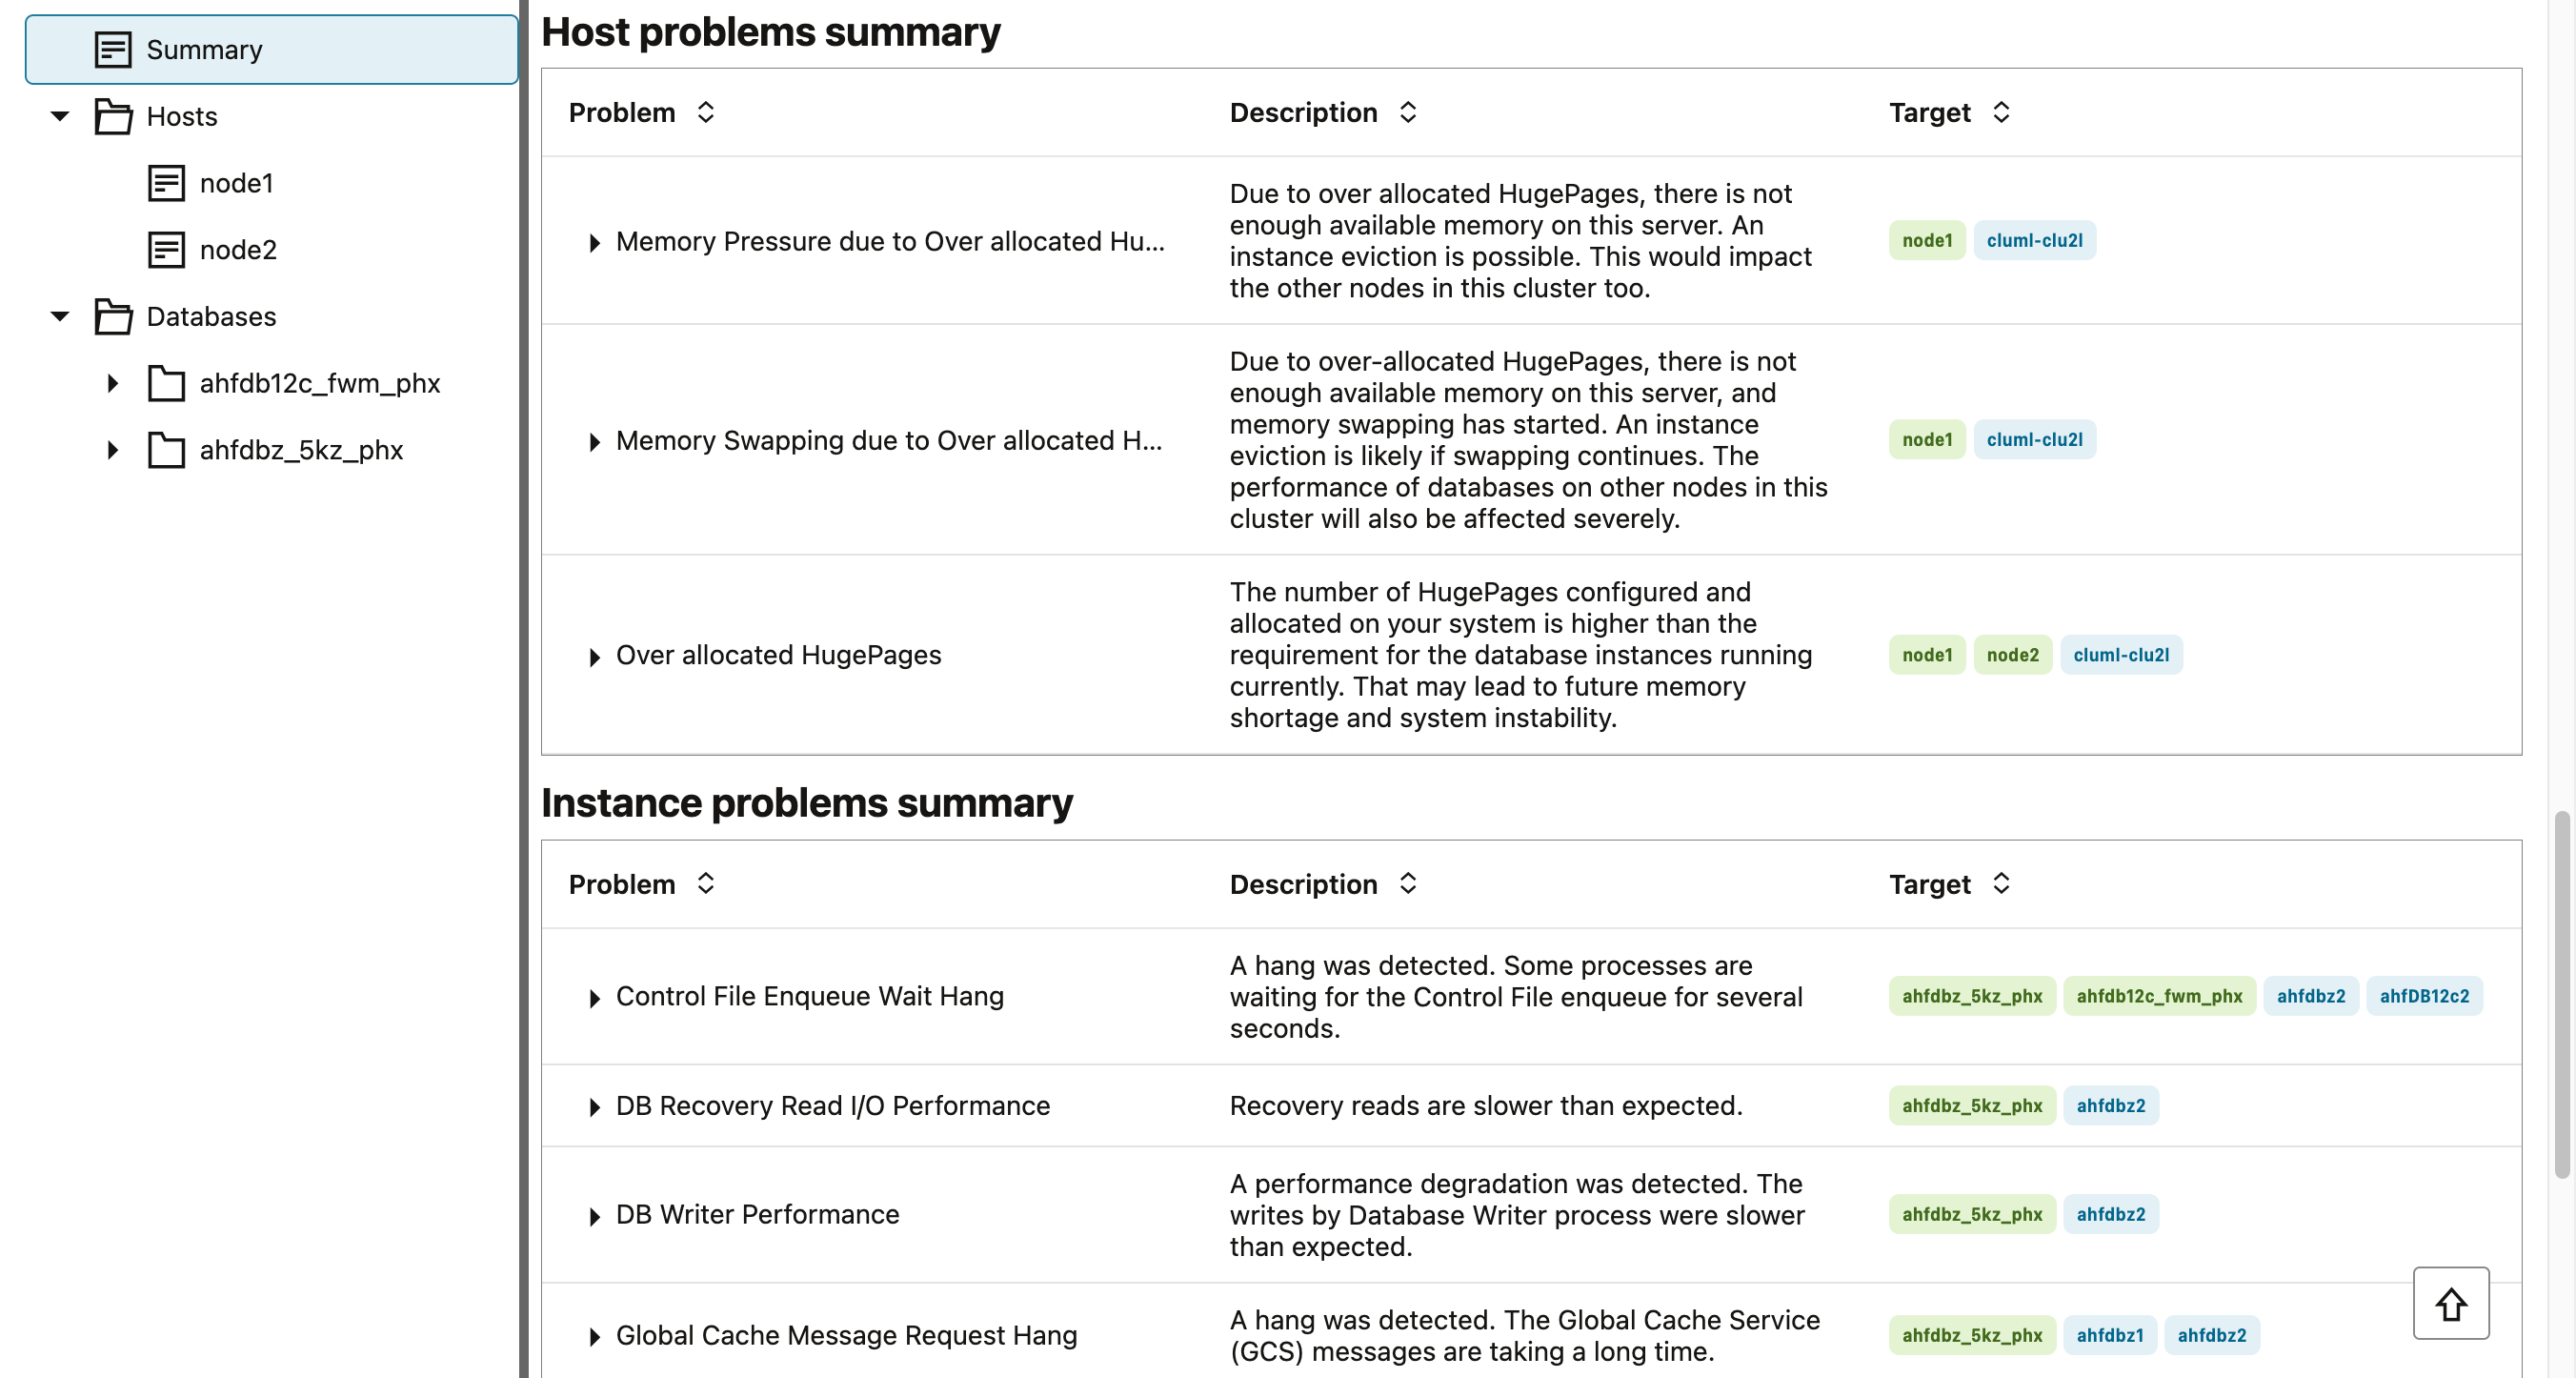 Summary
Hosts
node1
node2
Databases
ahfdb12c_fwm_phx
ahfdbz_5kz_phx
Host problems summary
Problem Description Target
Memory Pressure due to Over allocated Hu...
Due to over allocated HugePages, there is not
enough available memory on this server. An
instance eviction is possible. This would impact
the other nodes in this cluster too.
node1 cluml-clu2l
Memory Swapping due to Over allocated H...
Due to over-allocated HugePages, there is not
enough available memory on this server, and
memory swapping has started. An instance
eviction is likely if swapping continues. The
performance of databases on other nodes in this
cluster will also be affected severely.
node1 cluml-clu2l
Over allocated HugePages
The number of HugePages configured and
allocated on your system is higher than the
requirement for the database instances running
currently. That may lead to future memory
shortage and system instability.
node1 node2 cluml-clu2l
Instance problems summary
Problem Description Target
Control File Enqueue Wait Hang
A hang was detected. Some processes are
waiting for the Control File enqueue for several
seconds.
ahfdbz_5kz_phx ahfdb12c_fwm_phx ahfdbz2 ahfDB12c2
DB Recovery Read I/O Performance
Recovery reads are slower than expected.
ahfdbz_5kz_phx ahfdbz2
DB Writer Performance
A performance degradation was detected. The
writes by Database Writer process were slower
than expected.
ahfdbz_5kz_phx ahfdbz2
Global Cache Message Request Hang
A hang was detected. The Global Cache Service
(GCS) messages are taking a long time.
ahfdbz_5kz_phx ahfdbz1 ahfdbz2